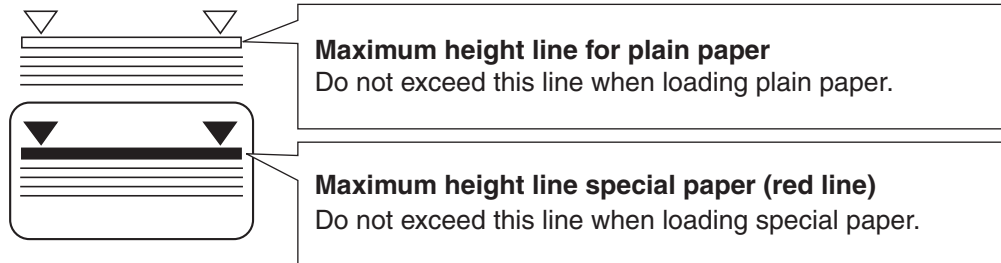 Maximum height line for plain paper
Do not exceed this line when loading plain paper.
Maximum height line special paper (red line)
Do not exceed this line when loading special paper.